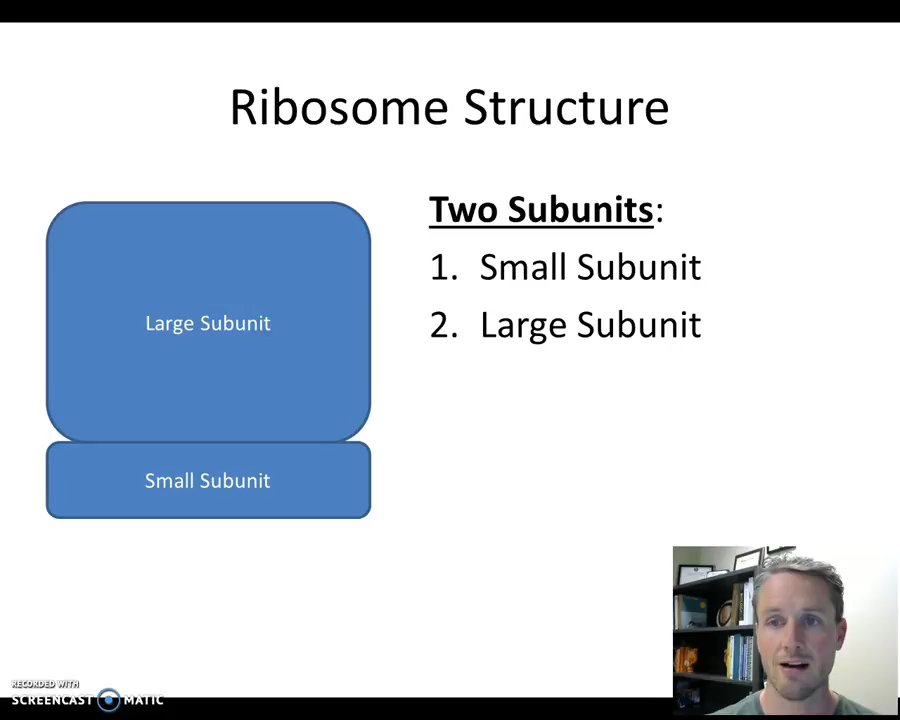 Ribosome Structure
Large Subunit
Small Subunit
Two Subunits:
1. Small Subunit
2. Large Subunit
RECORDED WITH
SCREENCAST MATIC